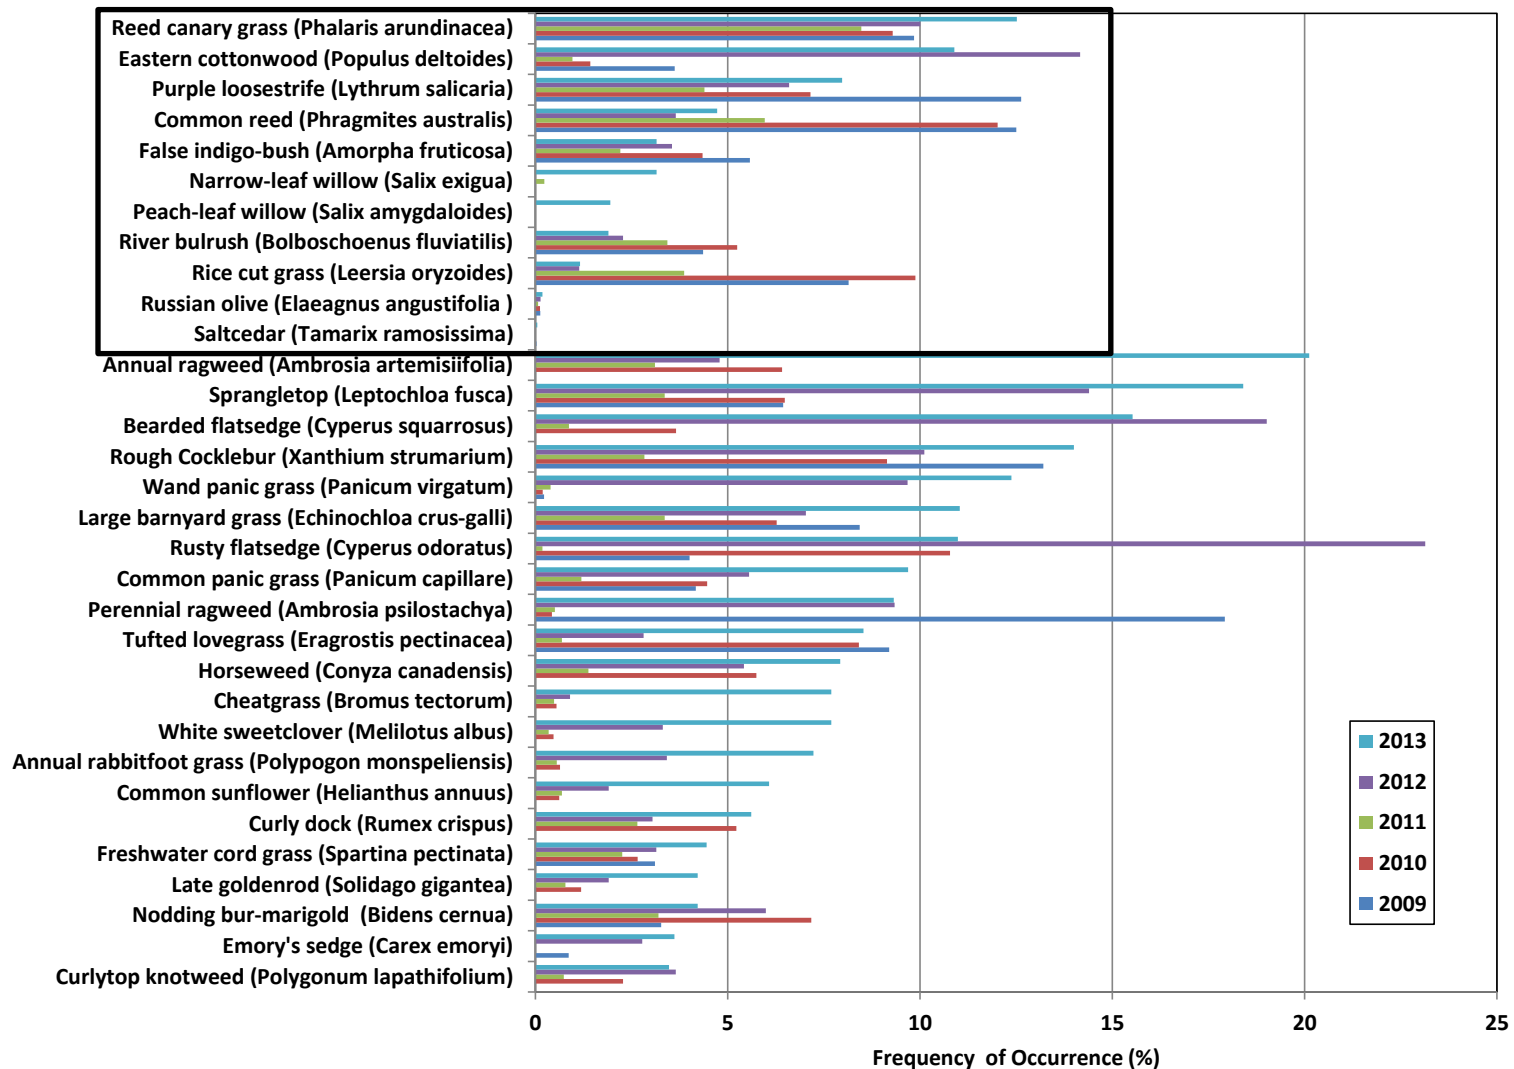 Reed canary grass (Phalaris arundinacea)
Eastern cottonwood (Populus deltoides)
Purple loosestrife (Lythrum salicaria)
Common reed (Phragmites australis)
False indigo-bush (Amorpha fruticosa)
Narrow-leaf willow (Salix exigua)
Peach-leaf willow (Salix amygdaloides)
River bulrush (Bolboschoenus fluviatilis)
Rice cut grass (Leersia oryzoides)
Russian olive (Elaeagnus angustifolia )
Saltcedar (Tamarix ramosissima)
Annual ragweed (Ambrosia artemisiifolia)
Sprangletop (Leptochloa fusca)
Bearded flatsedge (Cyperus squarrosus)
Rough Cocklebur (Xanthium strumarium)
Wand panic grass (Panicum virgatum)
Large barnyard grass (Echinochloa crus-galli)
Rusty flatsedge (Cyperus odoratus)
Common panic grass (Panicum capillare)
Perennial ragweed (Ambrosia psilostachya)
Tufted lovegrass (Eragrostis pectinacea)
Horseweed (Conyza canadensis)
Cheatgrass (Bromus tectorum)
White sweetclover (Melilotus albus)
Annual rabbitfoot grass (Polypogon monspeliensis)
Common sunflower (Helianthus annuus)
Curly dock (Rumex crispus)
Freshwater cord grass (Spartina pectinata)
Late goldenrod (Solidago gigantea)
Nodding bur-marigold  (Bidens cernua)
Emory's sedge (Carex emoryi)
Curlytop knotweed (Polygonum lapathifolium)
2013
2012
2011
2010
2009
0 5 10 15 20 25
Frequency  of Occurrence (%)